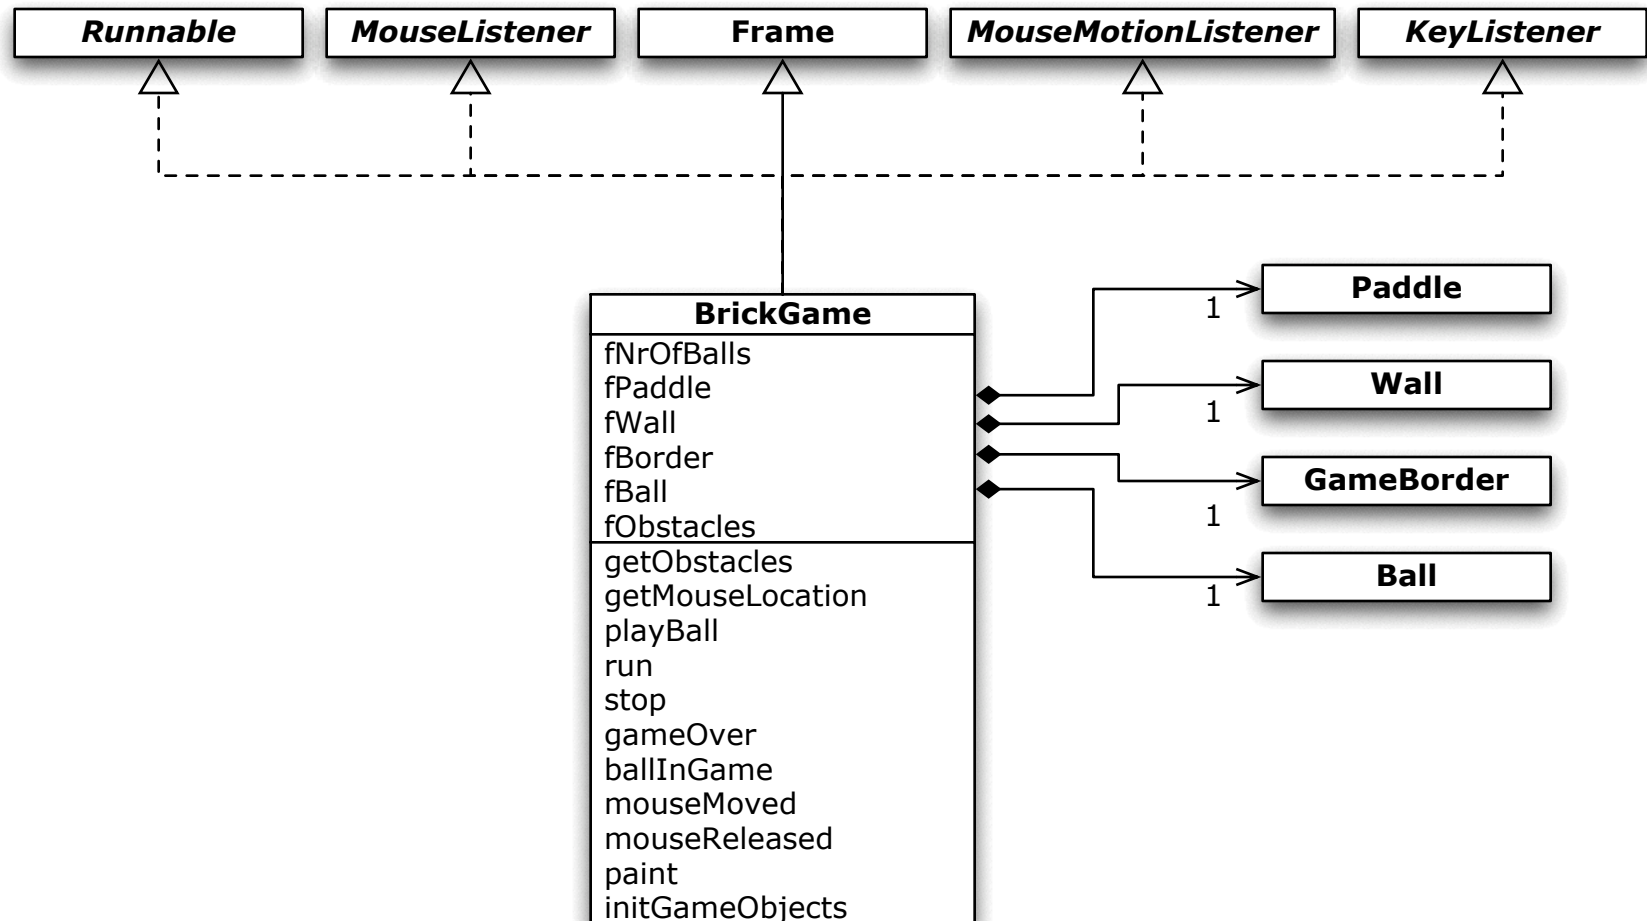 Runnable
MouseListener
Frame
MouseMotionListener
KeyListener
BrickGame
fNrOfBalls
fPaddle
fWall
fBorder
fBall
fObstacles
getObstacles
getMouseLocation
playBall
run
stop
gameOver
ballInGame
mouseMoved
mouseReleased
paint
initGameObjects
Paddle
1
Wall
1
GameBorder
1
Ball
1